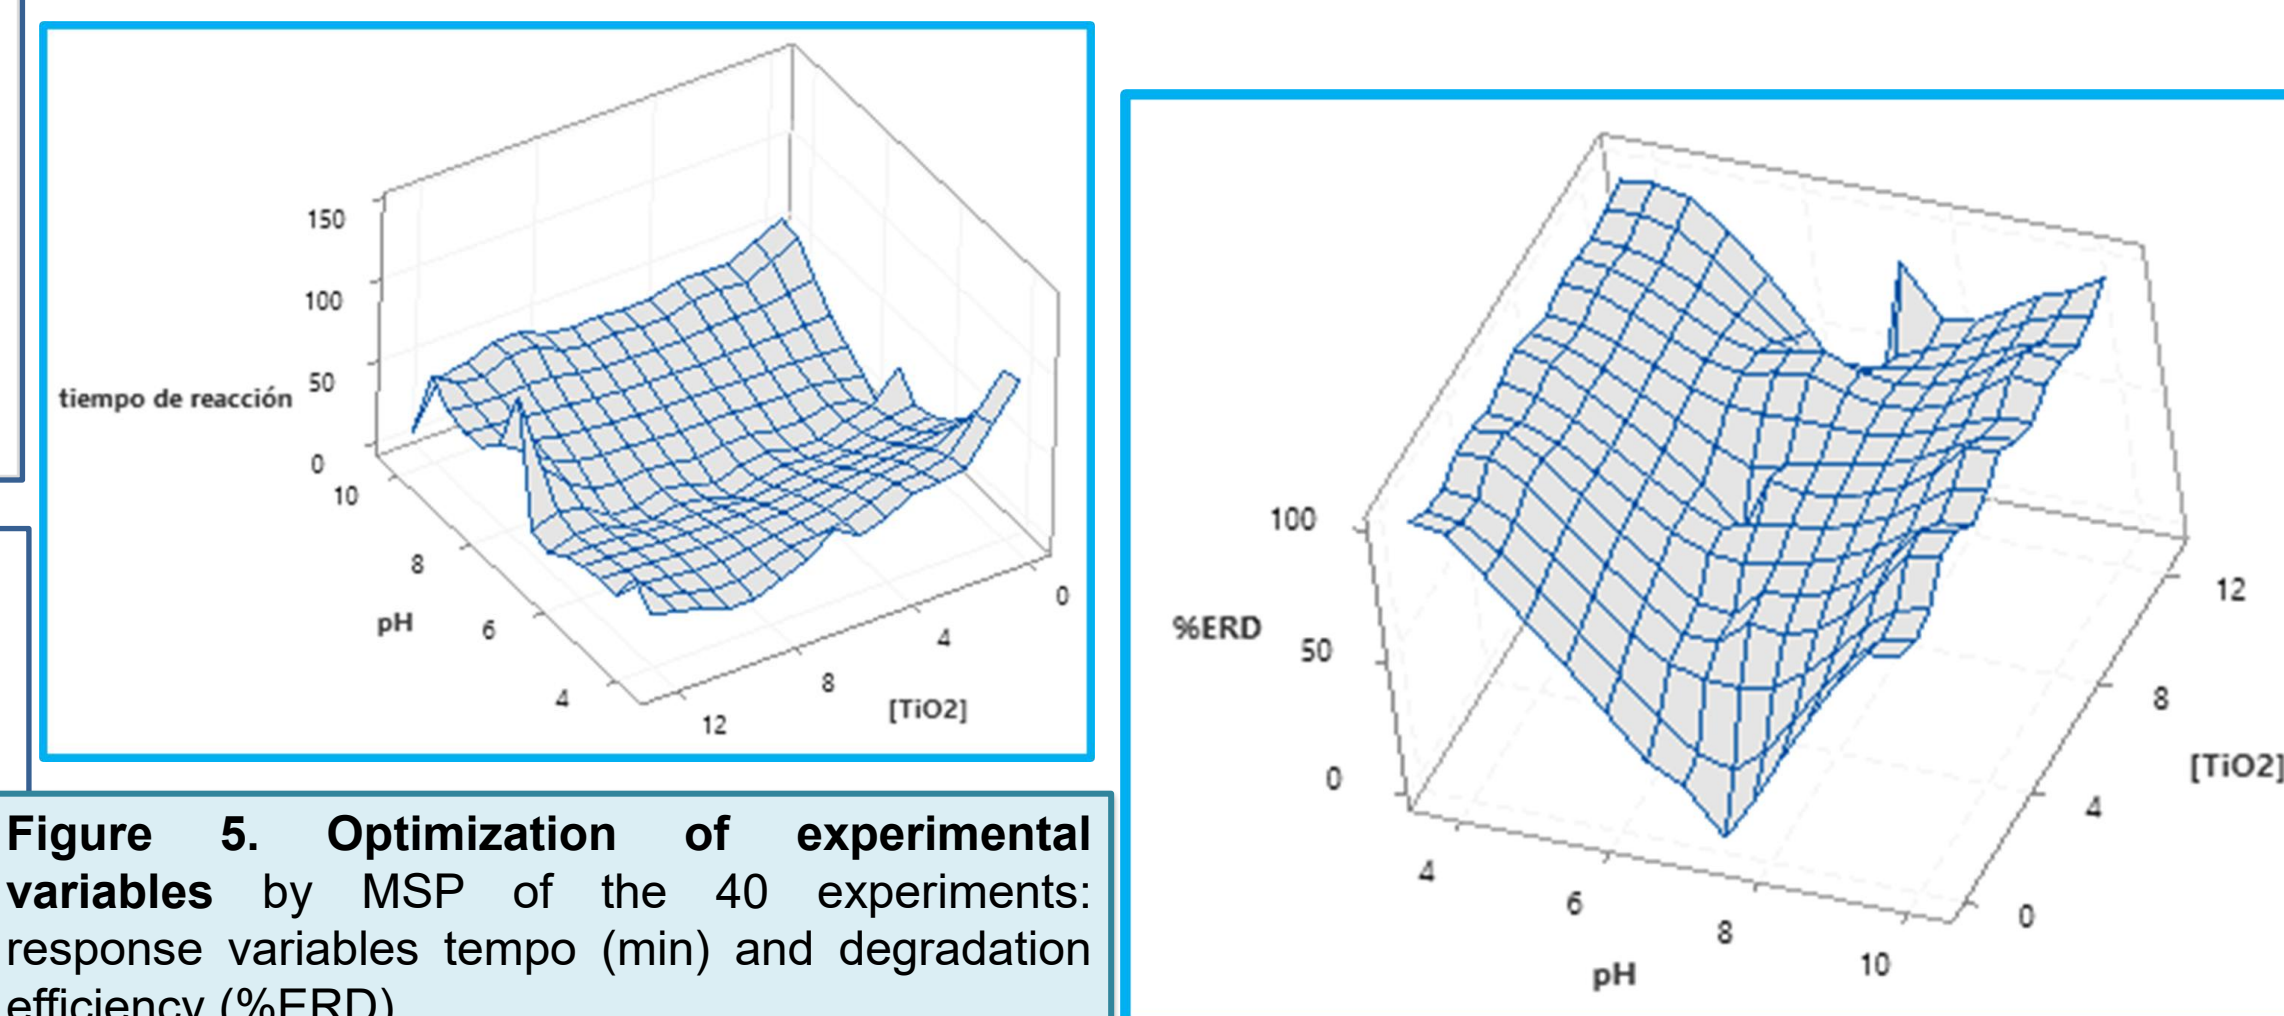 150
100
50
0
tiempo de reacción
10
8
6
4
pH
12
8
4
0
[TiO2]
Figure 5. Optimization of experimental
variables by MSP of the 40 experiments:
response variables tempo (min) and degradation
efficiency (%ERD)
100
50
0
%ERD
4
6
8
10
pH
12
8
4
0
[TiO2]